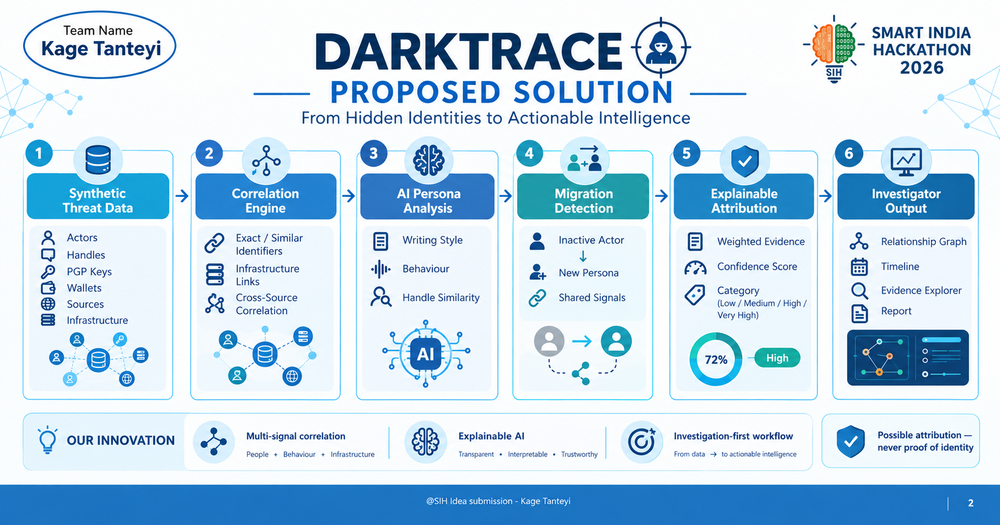 Team Name
Kage Tanteyi
DARKTRACE
PROPOSED SOLUTION
From Hidden Identities to Actionable Intelligence
SIH
SMART INDIA
HACKATHON
2026
1
Synthetic
Threat Data
Actors
Handles
PGP Keys
Wallets
Sources
Infrastructure
2
Correlation
Engine
Exact / Similar
Identifiers
Infrastructure
Links
Cross-Source
Correlation
3
AI Persona
Analysis
Writing Style
Behaviour
Handle Similarity
AI
4
Migration
Detection
Inactive Actor
↓
New Persona
Shared Signals
5
Explainable
Attribution
Weighted Evidence
Confidence Score
Category
(Low / Medium / High /
Very High)
72%
High
6
Investigator
Output
Relationship Graph
Timeline
Evidence Explorer
Report
OUR INNOVATION
Multi-signal correlation
People + Behaviour + Infrastructure
Explainable AI
Transparent • Interpretable • Trustworthy
Investigation-first workflow
From data → to actionable intelligence
Possible attribution —
never proof of identity
@SIH Idea submission - Kage Tanteyi
2